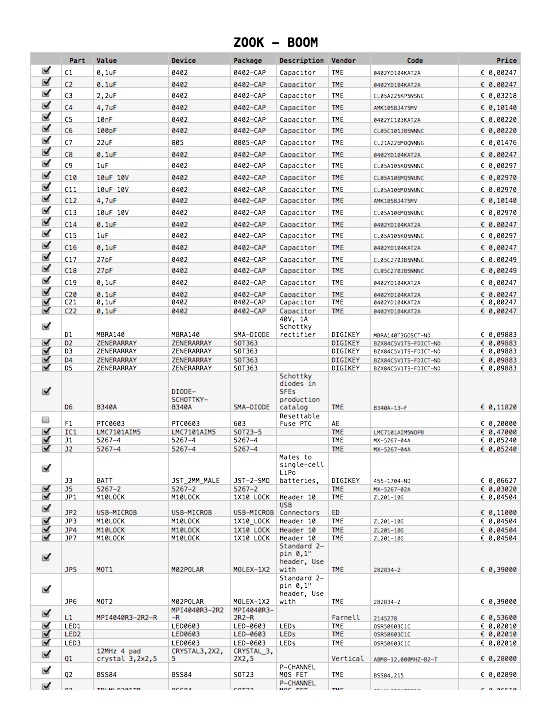 ZOOK – BOOM
Part Value Device Package Description Vendor Code Price
C1 0,1uF 0402 0402-CAP Capacitor TME 0402YD104KAT2A € 0,00247
C2 0.1uF 0402 0402-CAP Capacitor TME 0402YD104KAT2A € 0,00247
C3 2,2uF 0402 0402-CAP Capacitor TME CL05A225KP5NSNC € 0,03218
C4 4,7uF 0402 0402-CAP Capacitor TME AMK105BJ475MV € 0,10140
C5 10nF 0402 0402-CAP Capacitor TME 0402YC103KAT2A € 0,00220
C6 100pF 0402 0402-CAP Capacitor TME CL05C101JB5NNNC € 0,00220
C7 22uF 805 0805-CAP Capacitor TME CL21A226MQQNNNG € 0,01476
C8 0.1uF 0402 0402-CAP Capacitor TME 0402YD104KAT2A € 0,00247
C9 1uF 0402 0402-CAP Capacitor TME CL05A105KQ5NNNC € 0,00297
C10 10uF 10V 0402 0402-CAP Capacitor TME CL05A106MQ5NUNC € 0,02970
C11 10uF 10V 0402 0402-CAP Capacitor TME CL05A106MQ5NUNC € 0,02970
C12 4,7uF 0402 0402-CAP Capacitor TME AMK105BJ475MV € 0,10140
C13 10uF 10V 0402 0402-CAP Capacitor TME CL05A106MQ5NUNC € 0,02970
C14 0,1uF 0402 0402-CAP Capacitor TME 0402YD104KAT2A € 0,00247
C15 1uF 0402 0402-CAP Capacitor TME CL05A105KQ5NNNC € 0,00297
C16 0,1uF 0402 0402-CAP Capacitor TME 0402YD104KAT2A € 0,00247
C17 27pF 0402 0402-CAP Capacitor TME CL05C270JB5NNNC € 0,00249
C18 27pF 0402 0402-CAP Capacitor TME CL05C270JB5NNNC € 0,00249
C19 0,1uF 0402 0402-CAP Capacitor TME 0402YD104KAT2A € 0,00247
C20 0,1uF 0402 0402-CAP Capacitor TME 0402YD104KAT2A € 0,00247
C21 0,1uF 0402 0402-CAP Capacitor TME 0402YD104KAT2A € 0,00247
C22 0,1uF 0402 0402-CAP Capacitor TME 0402YD104KAT2A € 0,00247
40V, 1A
Schottky
D1 MBRA140 MBRA140 SMA-DIODE rectifier DIGIKEY MBRA140T3GOSCT-ND € 0,09883
D2 ZENERARRAY ZENERARRAY SOT363 DIGIKEY BZX84C5V1TS-FDICT-ND € 0,09883
D3 ZENERARRAY ZENERARRAY SOT363 DIGIKEY BZX84C5V1TS-FDICT-ND € 0,09883
D4 ZENERARRAY ZENERARRAY SOT363 DIGIKEY BZX84C5V1TS-FDICT-ND € 0,09883
D5 ZENERARRAY ZENERARRAY SOT363 DIGIKEY BZX84C5V1TS-FDICT-ND € 0,09883
Schottky
diodes in
SFEs
DIODE- production
SCHOTTKY- catalog
D6 B340A B340A SMA-DIODE TME B340A-13-F € 0,11820
Resettable
F1 PTC0603 PTC0603 603 Fuse PTC AE € 0,20000
IC1 LMC7101AIM5 LMC7101AIM5 SOT23-5 TME LMC7101AIM5NOPB € 0,47000
J1 5267-4 5267-4 5267-4 TME MX-5267-04A € 0,05240
J2 5267-4 5267-4 5267-4 TME MX-5267-04A € 0,05240
Mates to
single-cell
LiPo
J3 BATT JST_2MM_MALE JST-2-SMD batteries, DIGIKEY 455-1704-ND € 0,06627
J5 5267-2 5267-2 5267-2 TME MX-5267-02A € 0,03020
JP1 M10LOCK M10LOCK 1X10_LOCK Header 10 TME ZL201-10G € 0,04504
USB
JP2 USB-MICROB USB-MICROB USB-MICROB Connectors ED € 0,11000
JP3 M10LOCK M10LOCK 1X10_LOCK Header 10 TME ZL201-10G € 0,04504
JP4 M10LOCK M10LOCK 1X10_LOCK Header 10 TME ZL201-10G € 0,04504
JP7 M10LOCK M10LOCK 1X10_LOCK Header 10 TME ZL201-10G € 0,04504
Standard 2-
pin 0,1"
header, Use
JP5 MOT1 M02POLAR MOLEX-1X2 with TME 282834-2 € 0,39000
Standard 2-
pin 0,1"
header, Use
JP6 MOT2 M02POLAR MOLEX-1X2 with TME 282834-2 € 0,39000
MPI4040R3-2R2 MPI4040R3-
L1 MPI4040R3-2R2-R -R 2R2-R Farnell 2145278 € 0,53600
LED1 LED0603 LED-0603 LEDs TME OSR50603C1C € 0,02010
LED2 LED0603 LED-0603 LEDs TME OSR50603C1C € 0,02010
LED3 LED0603 LED-0603 LEDs TME OSR50603C1C € 0,02010
12MHz 4 pad CRYSTAL3,2X2, CRYSTAL_3,
Q1 crystal 3,2x2,5 5 2X2,5 Vertical ABM8-12,000MHZ-B2-T € 0,28000
P-CHANNEL
Q2 BSS84 BSS84 SOT23 MOS FET TME BSS84,215 € 0,02890
P-CHANNEL